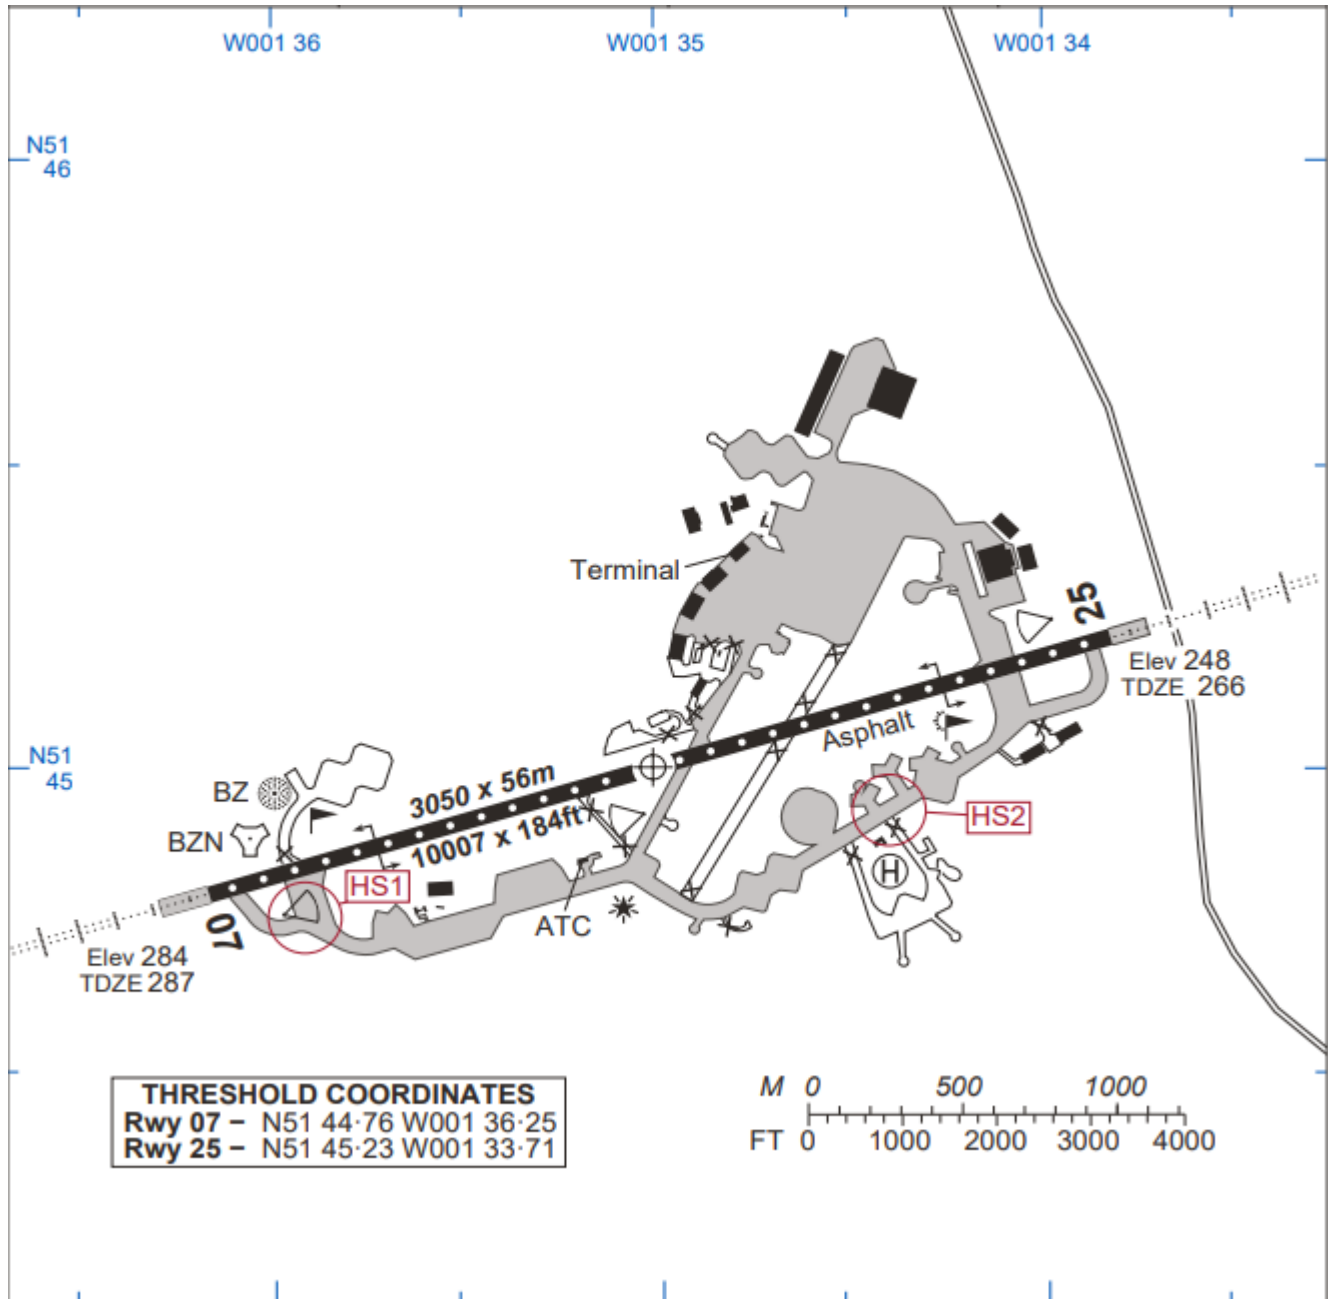 W001 36
W001 35
W001 34
N51
46
Terminal
25
Elev 248
TDZE 266
Asphalt
N51
45
BZ
3050 x 56m
BZN
10007 x 184ft
HS2
HS1
H
07
ATC
Elev 284
TDZE 287
THRESHOLD COORDINATES
Rwy 07 – N51 44·76 W001 36·25
Rwy 25 – N51 45·23 W001 33·71
M 0 500 1000
FT 0 1000 2000 3000 4000